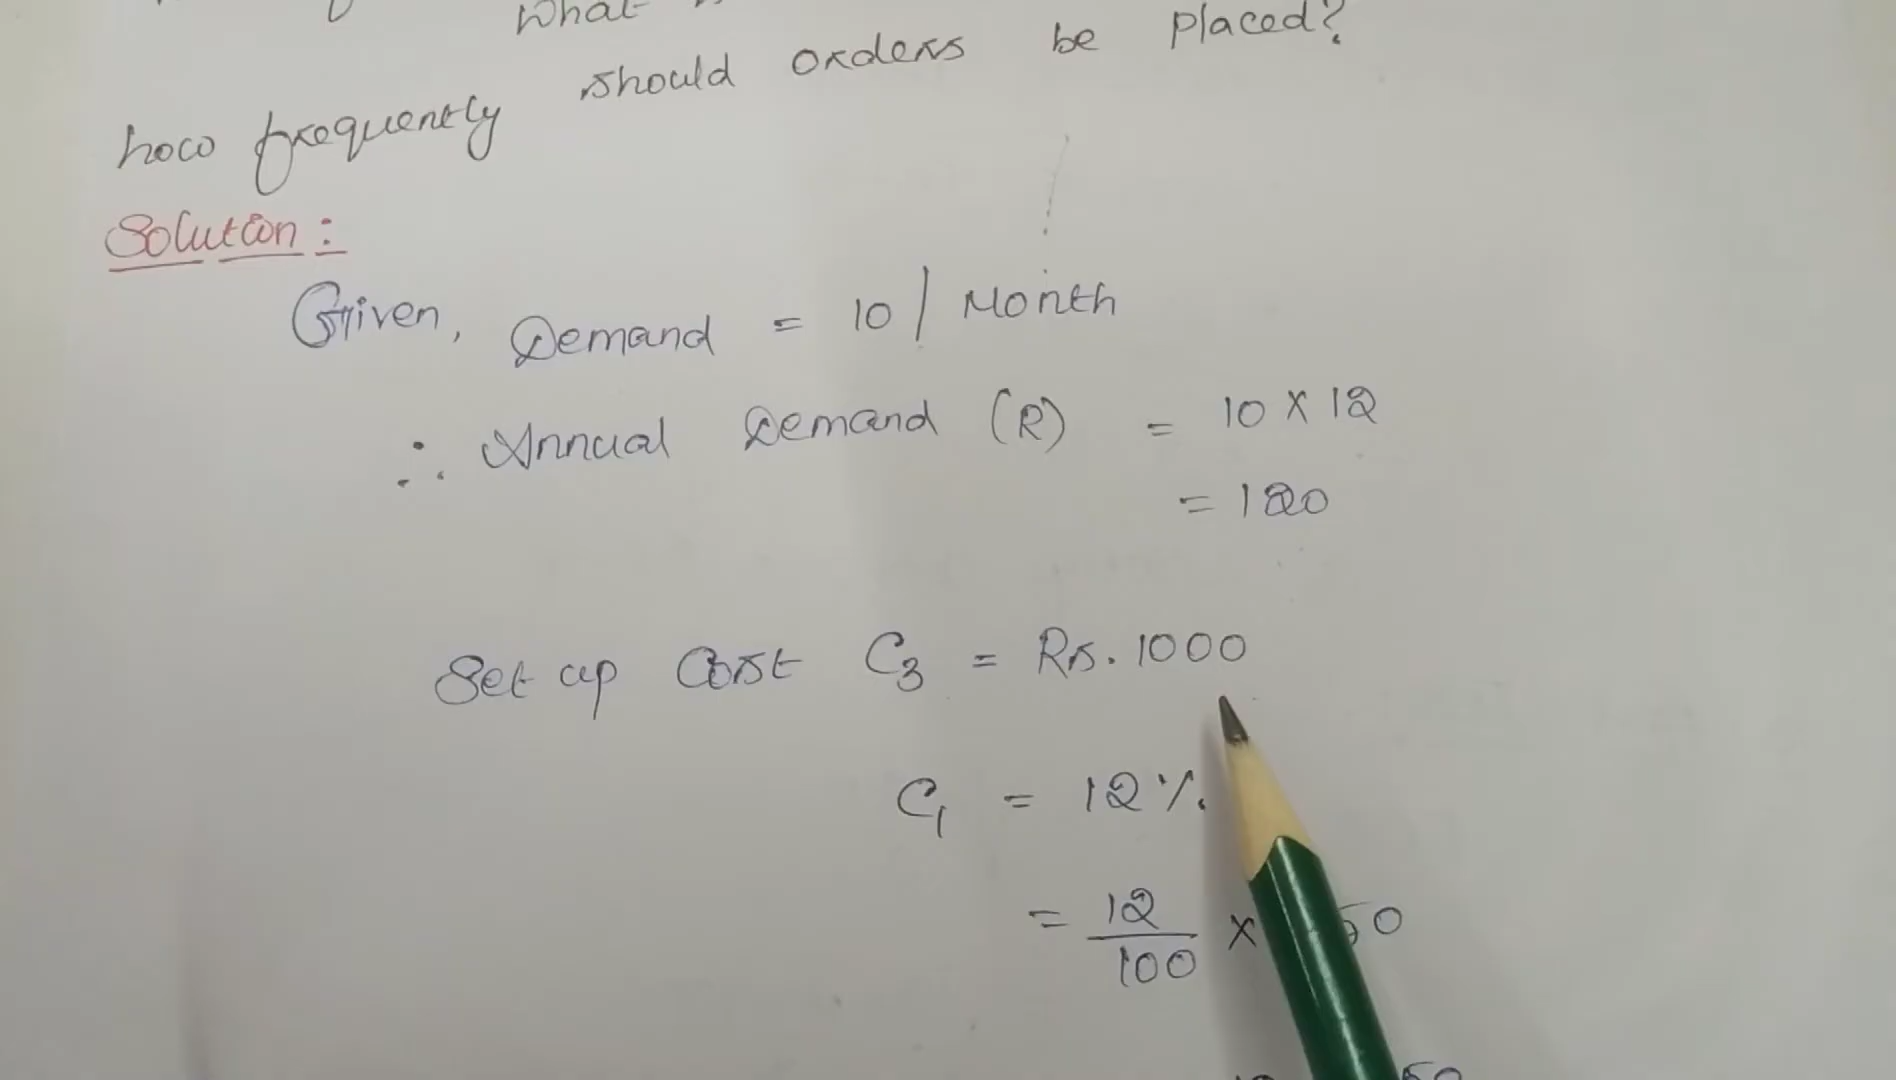 What
should orders be placed?
how frequently
Solution:
Given, Demand = 10 / Month
∴ Annual Demand (R) = 10 x 12
= 120
Set up Cost C3 = Rs. 1000
C1 = 12%
= 12/100 x 50